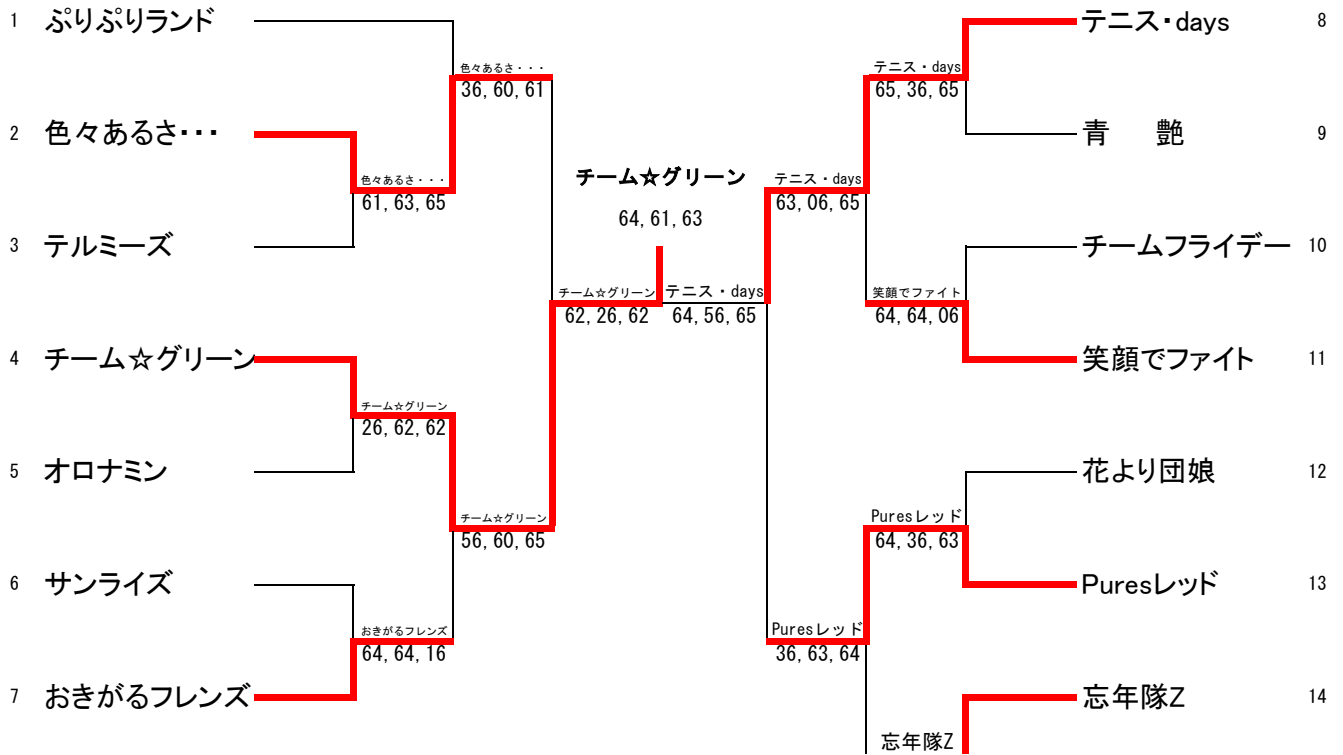 1 ぷりぷりランド
2 色々あるさ・・・
3 テルミーズ
4 チーム☆グリーン
5 オロナミン
6 サンライズ
7 おきがるフレンズ
色々あるさ・・・
61, 63, 65
チーム☆グリーン
26, 62, 62
おきがるフレンズ
64, 64, 16
色々あるさ・・・
36, 60, 61
チーム☆グリーン
56, 60, 65
チーム☆グリーン
62, 26, 62
チーム☆グリーン
64, 61, 63
テニス・days
64, 56, 65
テニス・days
63, 06, 65
Puresレッド
36, 63, 64
テニス・days
65, 36, 65
笑顔でファイト
64, 64, 06
Puresレッド
64, 36, 63
忘年隊Z
テニス・days 8
青　艶 9
チームフライデー 10
笑顔でファイト 11
花より団娘 12
Puresレッド 13
忘年隊Z 14